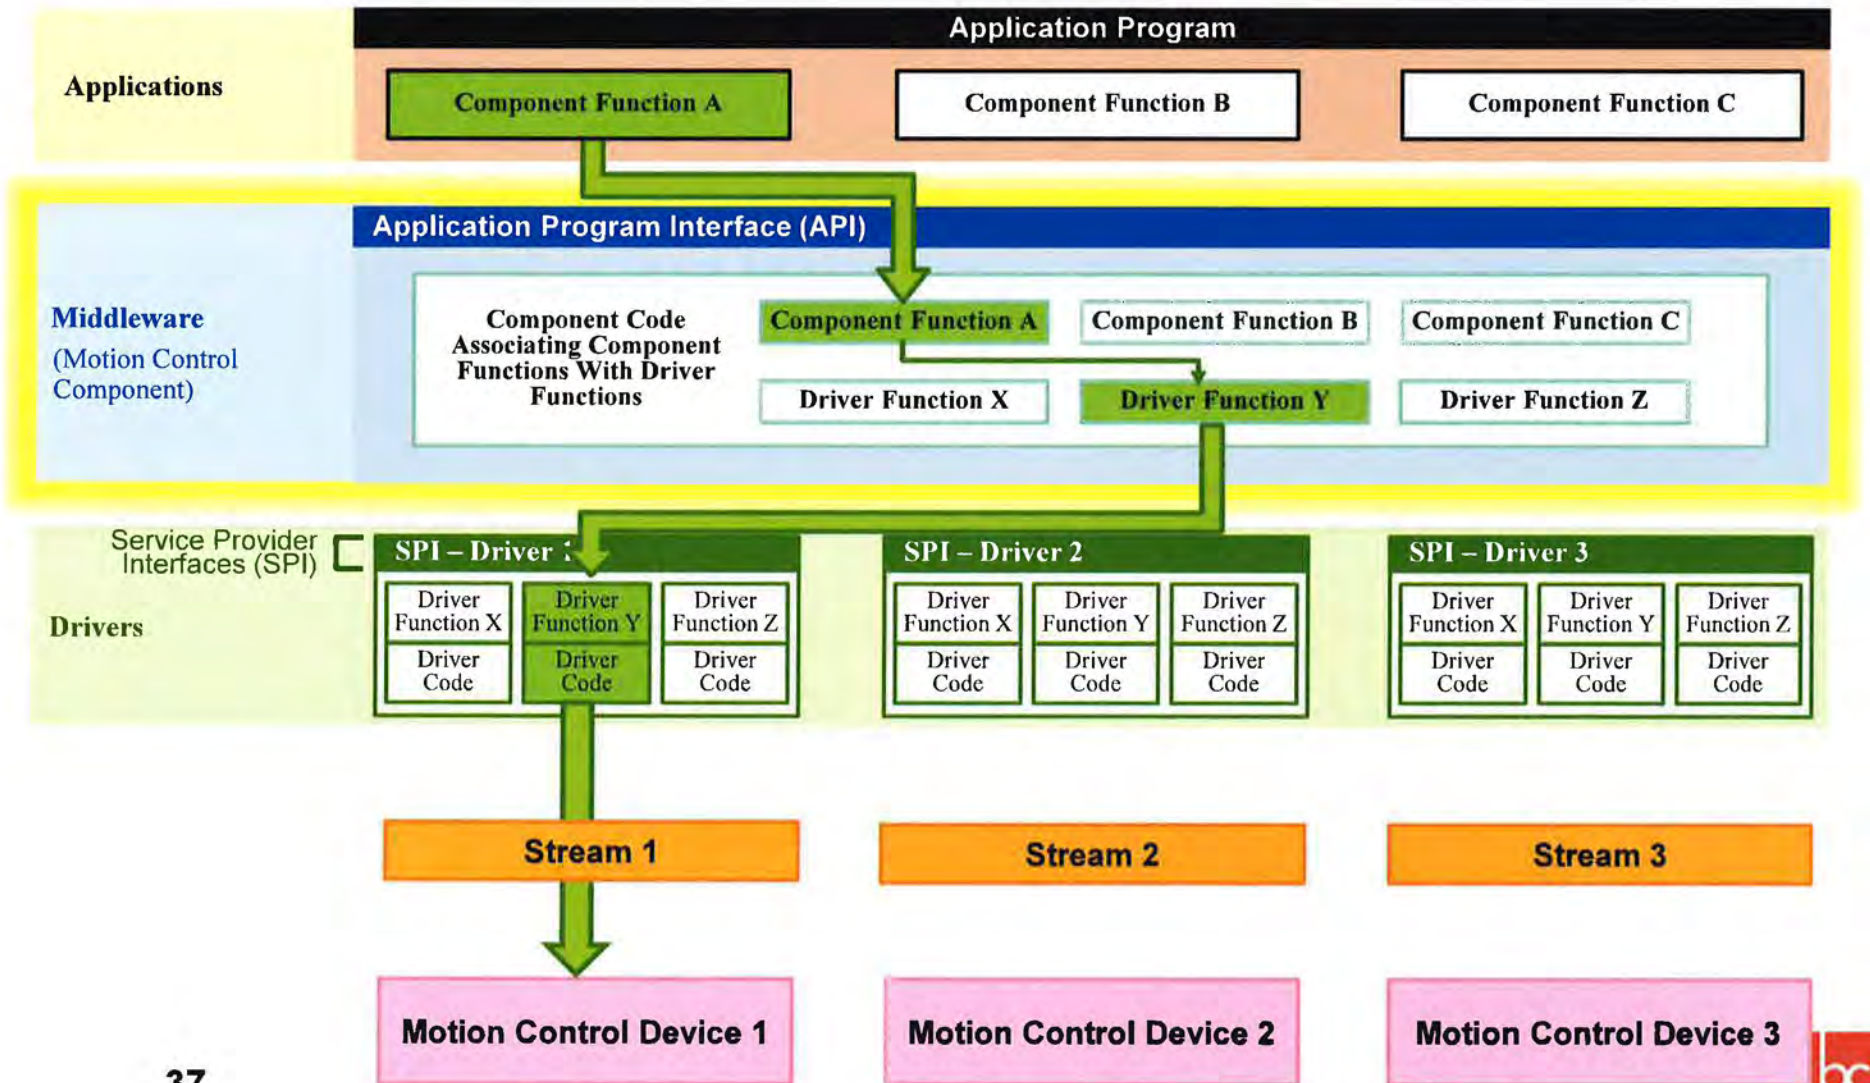 Application Program
Applications
Component Function A
Component Function B
Component Function C
Application Program Interface (API)
Middleware
(Motion Control
Component)
Component Code
Associating Component
Functions With Driver
Functions
Component Function A
Component Function B
Component Function C
Driver Function X
Driver Function Y
Driver Function Z
Service Provider
Interfaces (SPI)
Drivers
SPI – Driver
Driver
Function X
Driver
Function Y
Driver
Function Z
Driver
Code
Driver
Code
Driver
Code
SPI – Driver 2
Driver
Function X
Driver
Function Y
Driver
Function Z
Driver
Code
Driver
Code
Driver
Code
SPI – Driver 3
Driver
Function X
Driver
Function Y
Driver
Function Z
Driver
Code
Driver
Code
Driver
Code
Stream 1
Stream 2
Stream 3
Motion Control Device 1
Motion Control Device 2
Motion Control Device 3
37